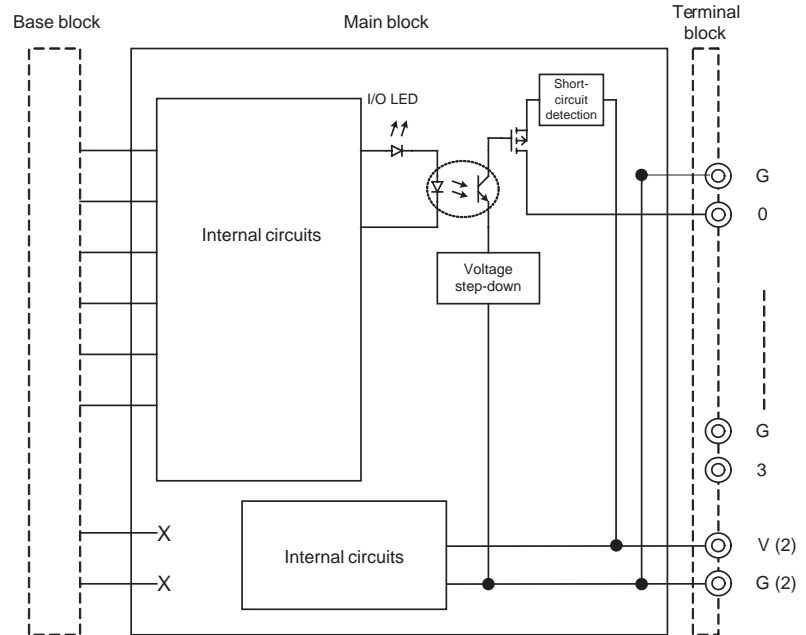 Base block
Main block
Terminal
block
I/O LED
Short-
circuit
detection
G
0
Internal circuits
Voltage
step-down
G
3
X
Internal circuits
V (2)
X
G (2)